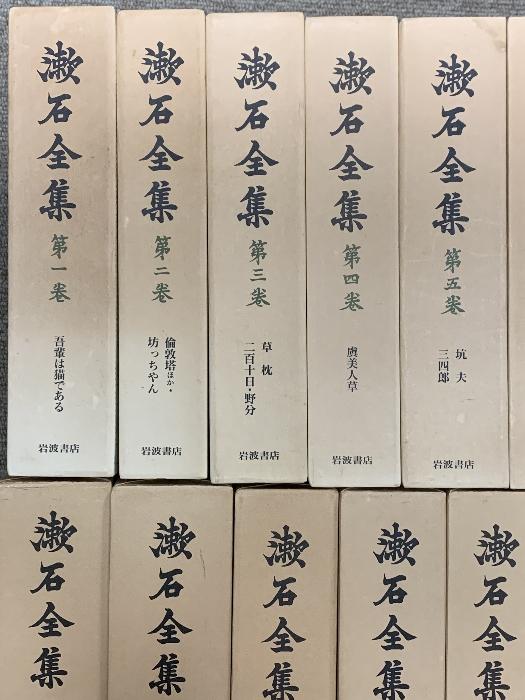 漱石全集
第一巻
吾輩は猫である
岩波書店
漱石全集
第二巻
倫敦塔ほか・
坊っちやん
岩波書店
漱石全集
第三巻
草枕
二百十日・野分
岩波書店
漱石全集
第四巻
虞美人草
岩波書店
漱石全集
第五巻
坑夫
三四郎
岩波書店
漱石全集
漱石全集
漱石全集
漱石全集
漱石全集